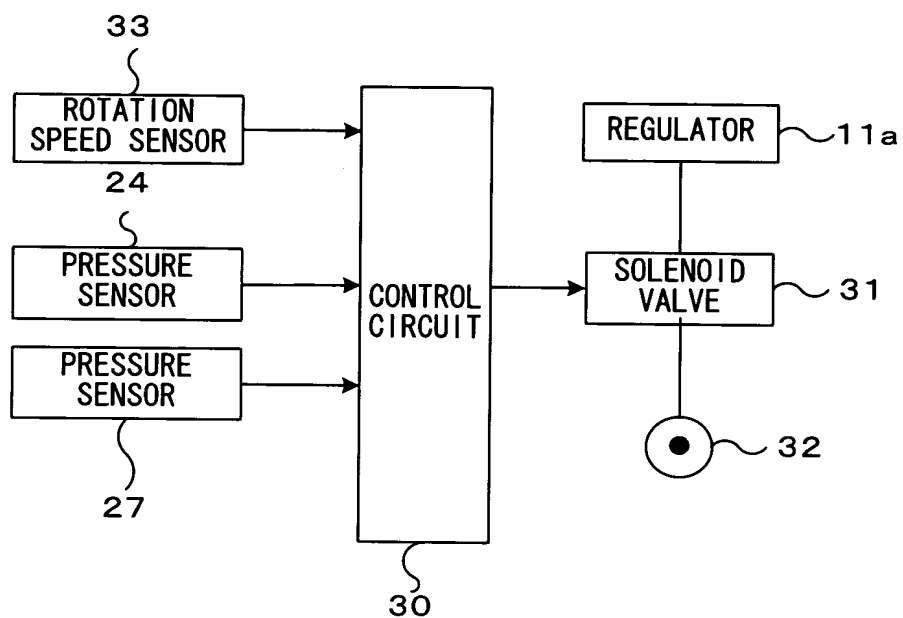 33
ROTATION
SPEED SENSOR
24
PRESSURE
SENSOR
PRESSURE
SENSOR
27
CONTROL
CIRCUIT
30
REGULATOR
11a
SOLENOID
VALVE
31
32